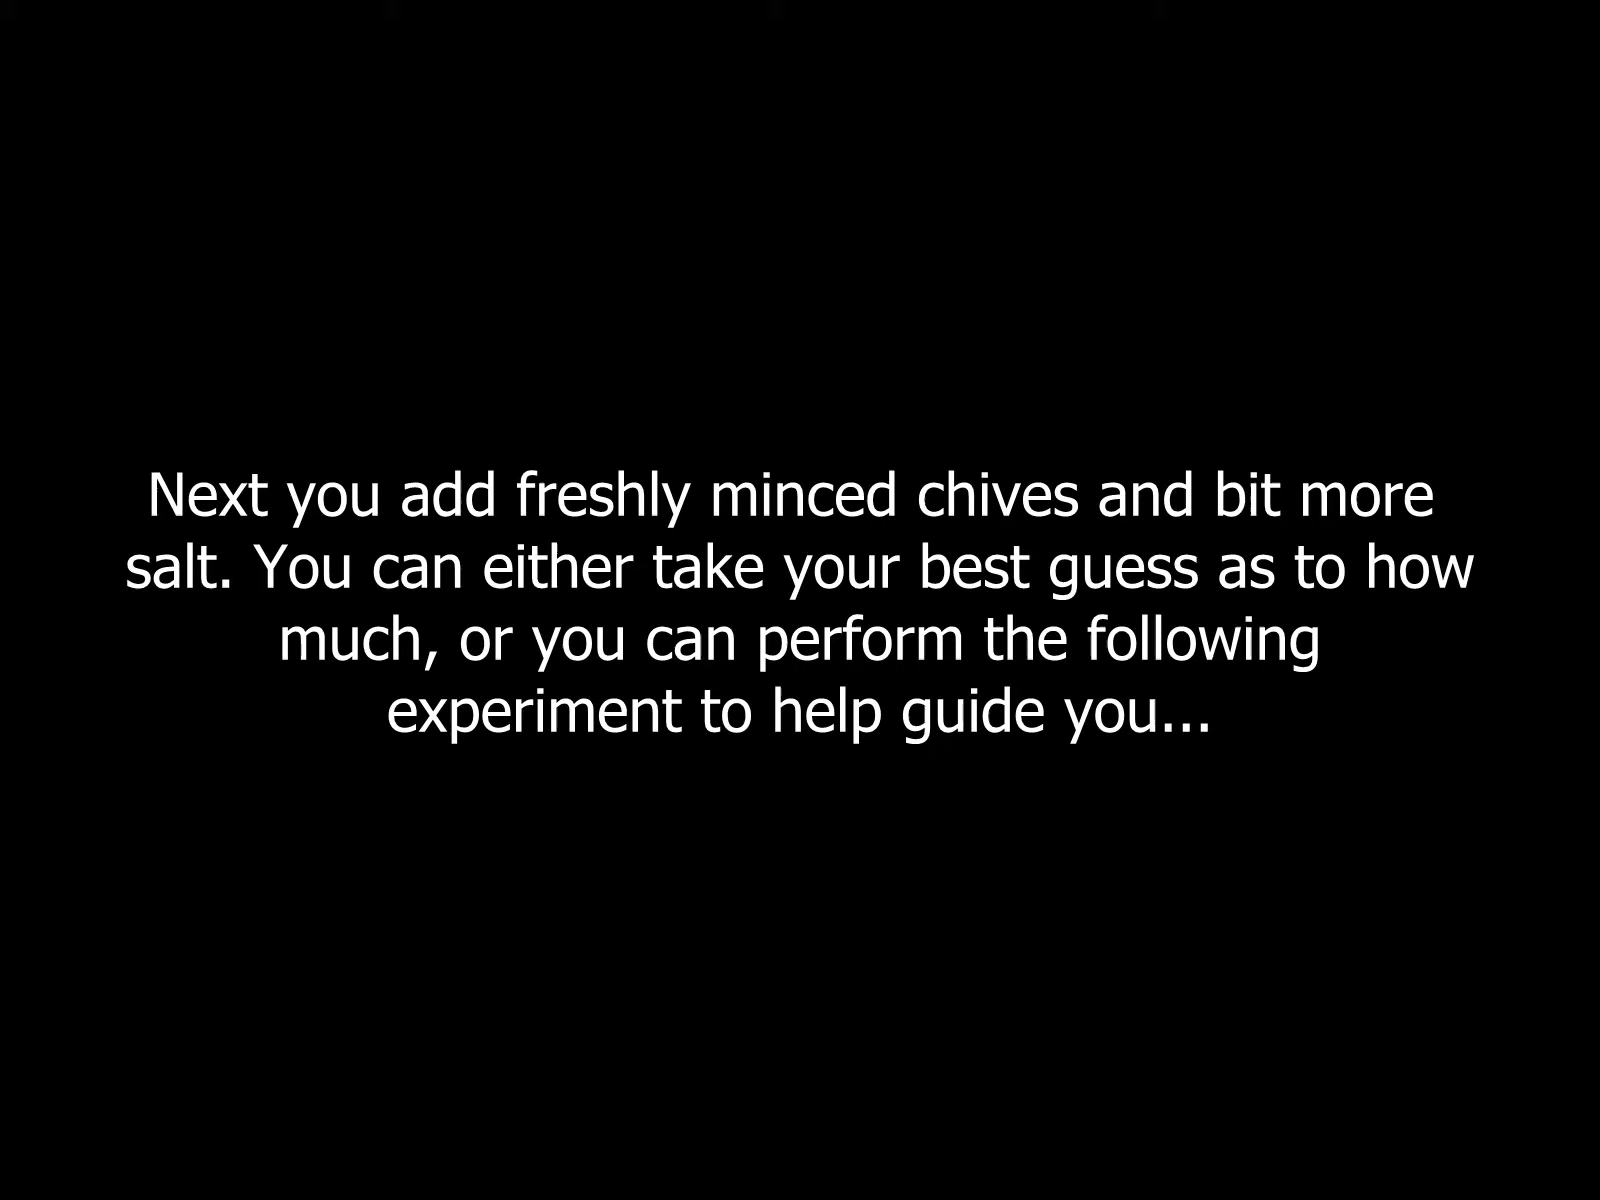 Next you add freshly minced chives and bit more
salt. You can either take your best guess as to how
much, or you can perform the following
experiment to help guide you...